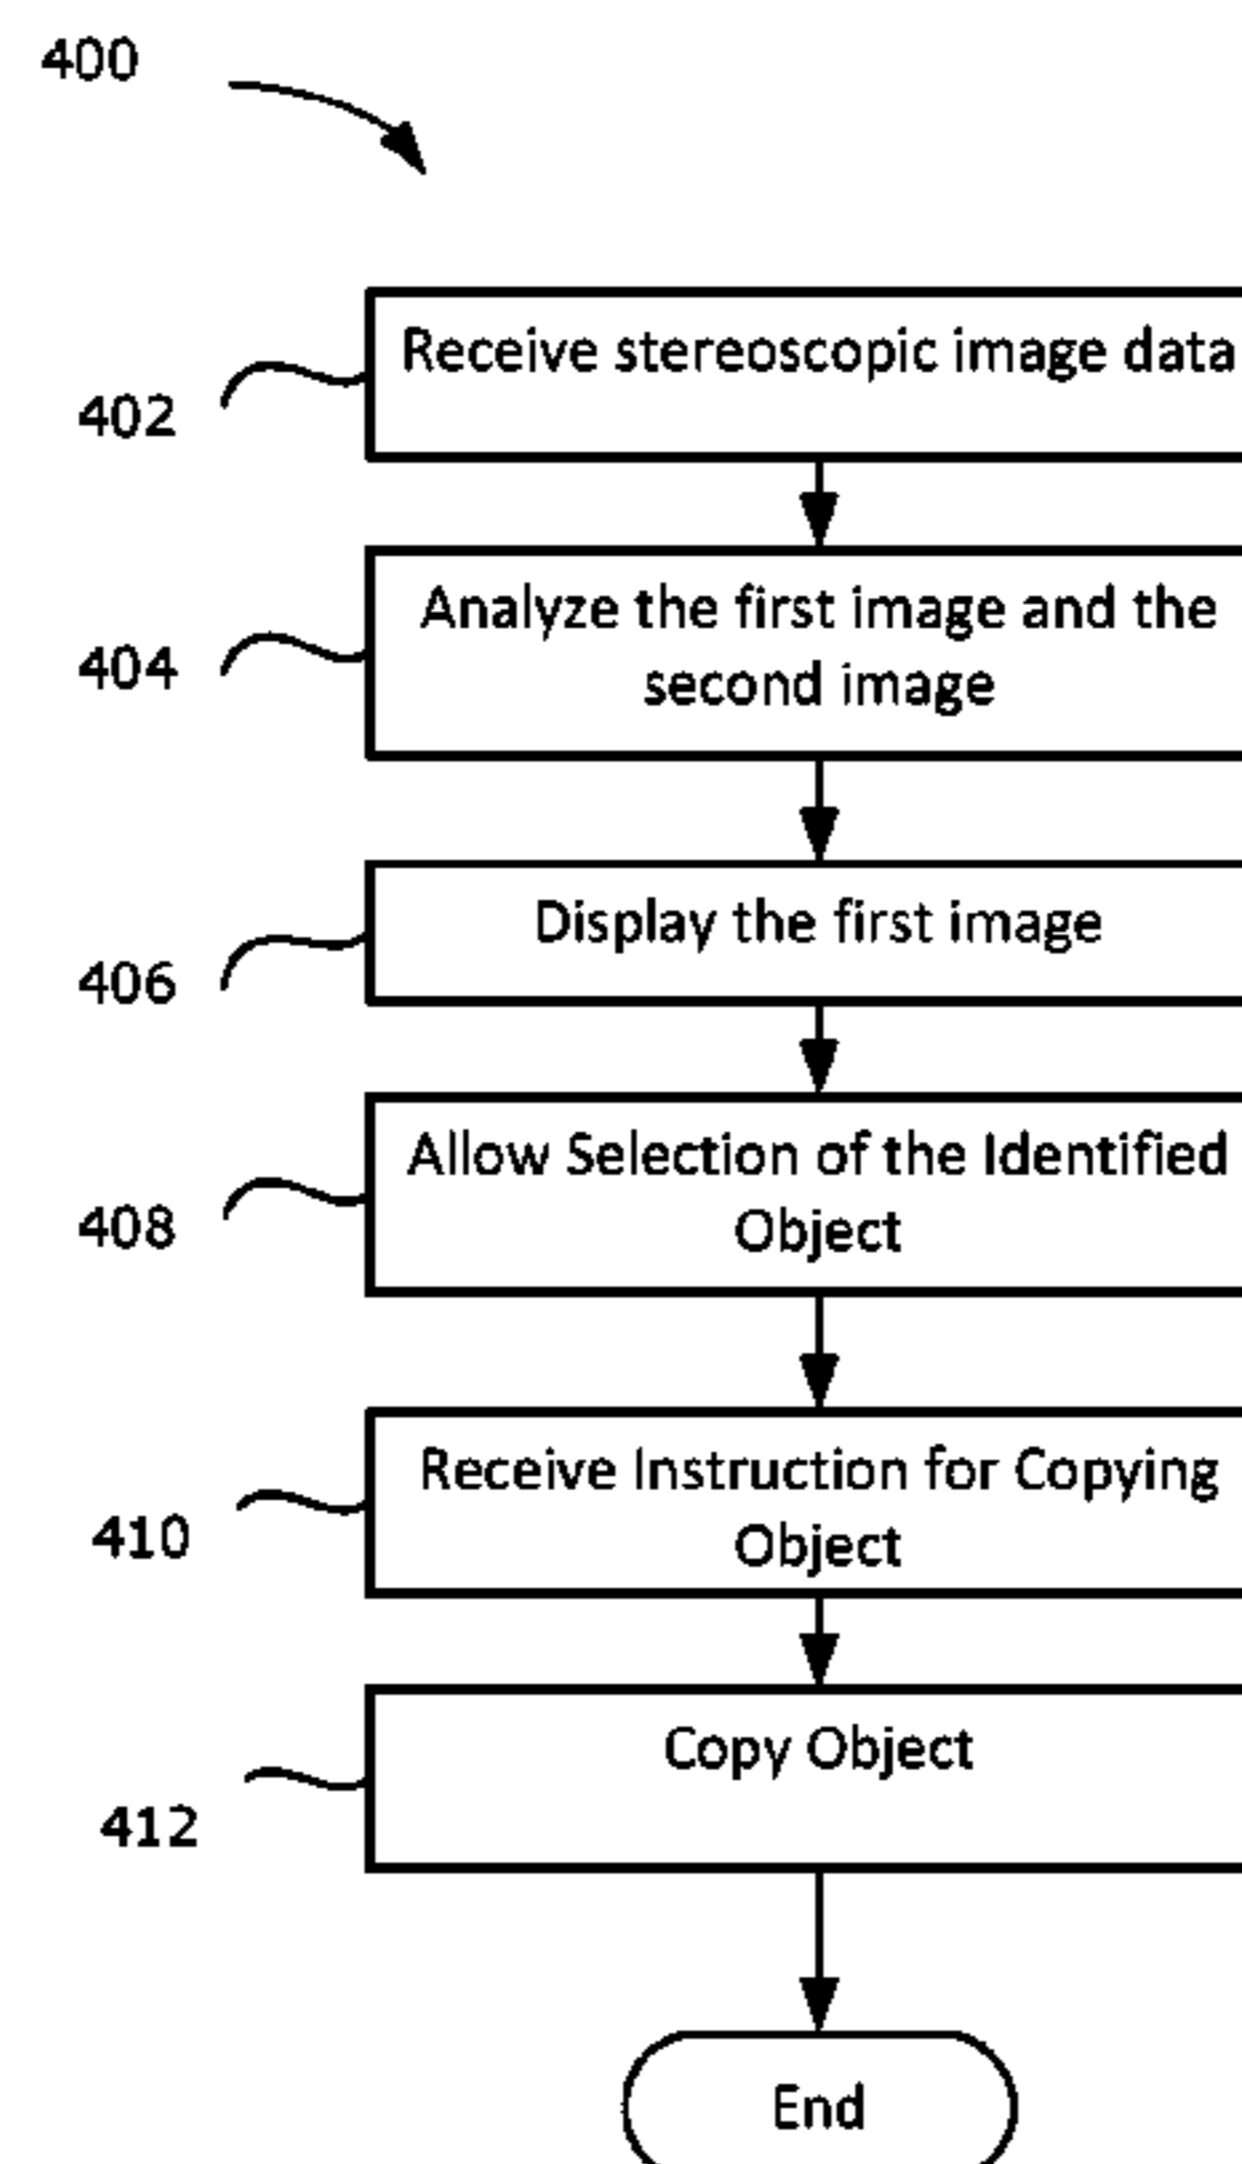 400
Receive stereoscopic image data
402
Analyze the first image and the
second image
404
Display the first image
406
Allow Selection of the Identified
Object
408
Receive Instruction for Copying
Object
410
Copy Object
412
End